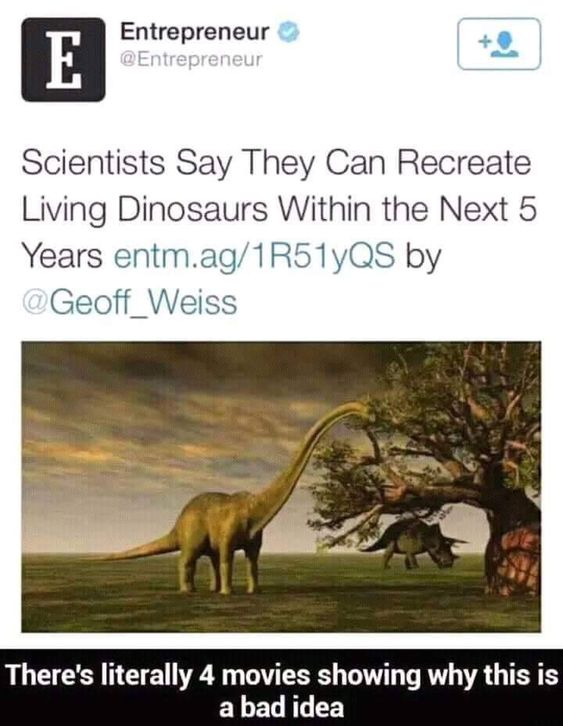 E
Entrepreneur
@Entrepreneur
Scientists Say They Can Recreate
Living Dinosaurs Within the Next 5
Years entm.ag/1R51yQS by
@Geoff_Weiss
There's literally 4 movies showing why this is
a bad idea